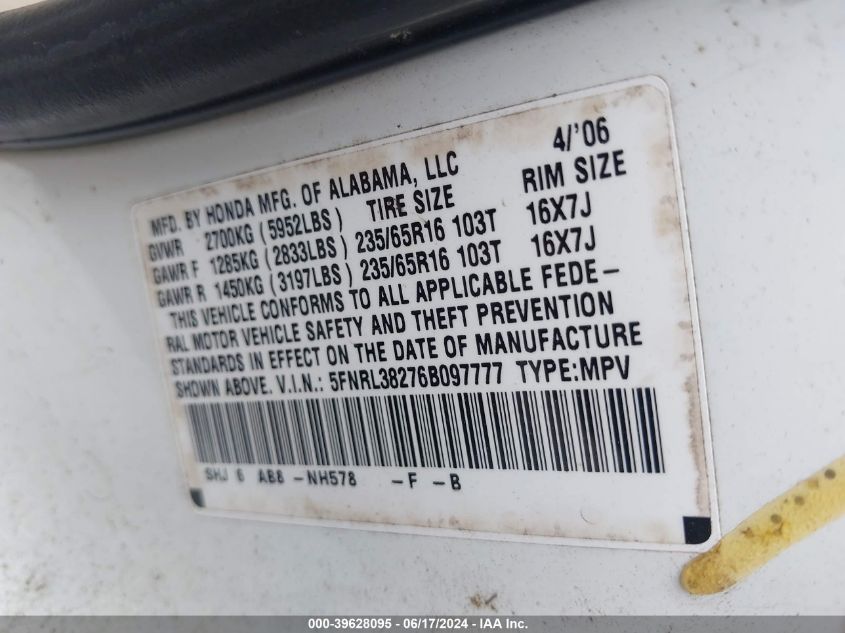 MFD. BY HONDA MFG. OF ALABAMA, LLC 4/'06
GVWR 2700KG (5952LBS) TIRE SIZE RIM SIZE
GAWR F 1285KG (2833LBS) 235/65R16 103T 16X7J
GAWR R 1450KG (3197LBS) 235/65R16 103T 16X7J
THIS VEHICLE CONFORMS TO ALL APPLICABLE FEDE-
RAL MOTOR VEHICLE SAFETY AND THEFT PREVENTION
STANDARDS IN EFFECT ON THE DATE OF MANUFACTURE
SHOWN ABOVE. V.I.N.: 5FNRL38276B097777 TYPE:MPV
SHJ 6 AB8 -NH578 -F -B
000-39628095 - 06/17/2024 - IAA Inc.